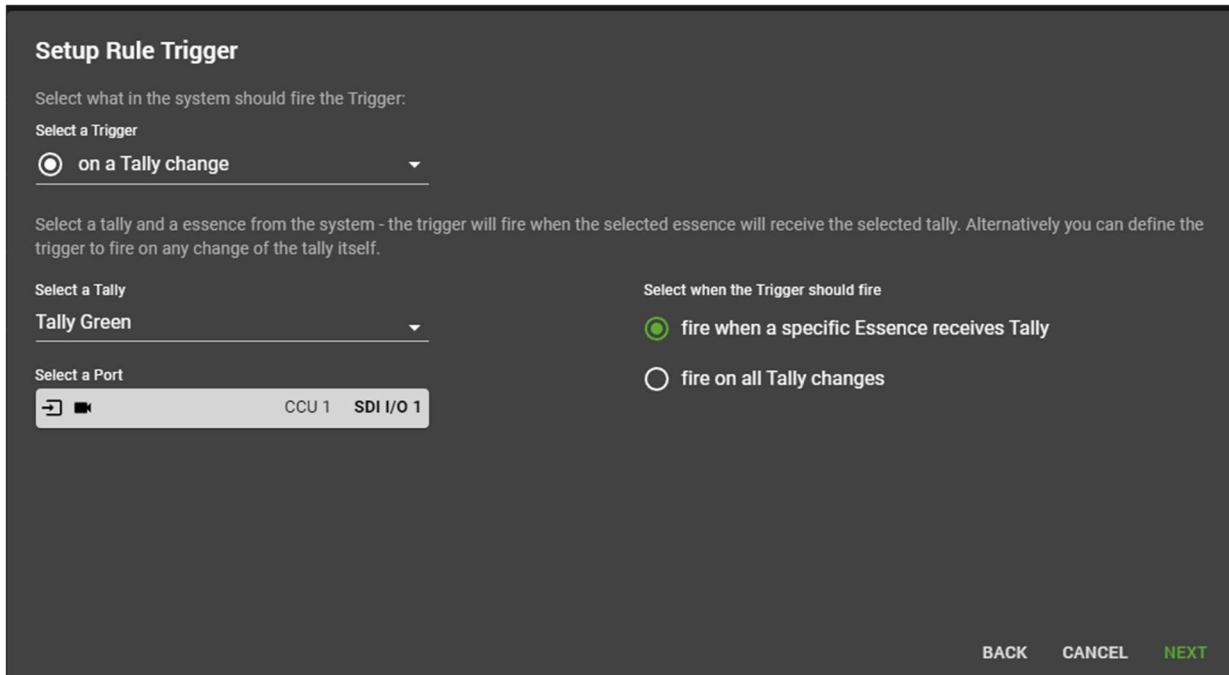 Setup Rule Trigger
Select what in the system should fire the Trigger:
Select a Trigger
on a Tally change
Select a tally and a essence from the system - the trigger will fire when the selected essence will receive the selected tally. Alternatively you can define the
trigger to fire on any change of the tally itself.
Select a Tally
Tally Green
Select a Port
CCU 1 SDI I/O 1
Select when the Trigger should fire
fire when a specific Essence receives Tally
fire on all Tally changes
BACK CANCEL NEXT